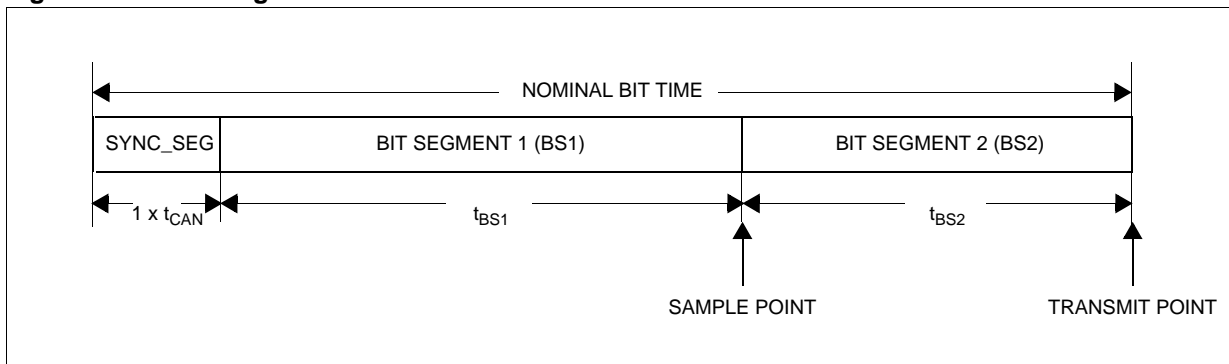 NOMINAL BIT TIME
SYNC_SEG
BIT SEGMENT 1 (BS1)
BIT SEGMENT 2 (BS2)
1 x tCAN
tBS1
tBS2
SAMPLE POINT
TRANSMIT POINT